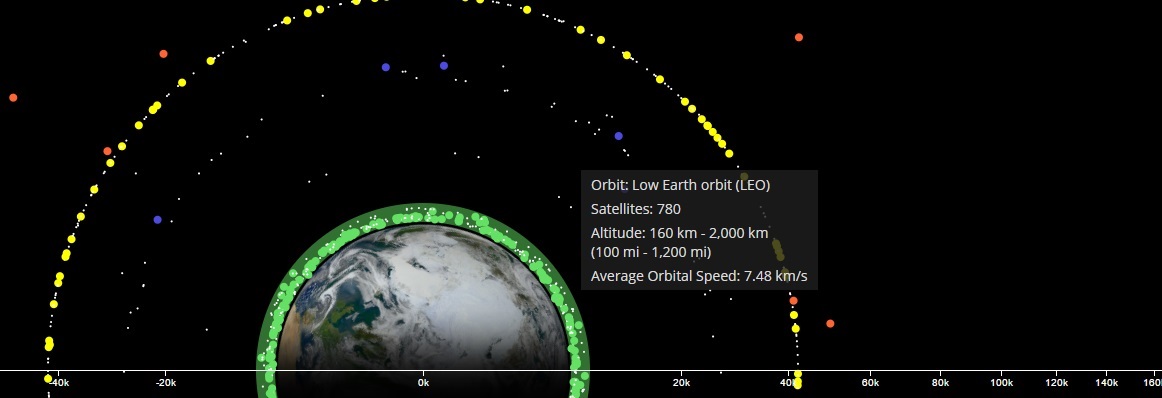 Orbit: Low Earth orbit (LEO)
Satellites: 780
Altitude: 160 km - 2,000 km
(100 mi - 1,200 mi)
Average Orbital Speed: 7.48 km/s
-40k -20k 0k 20k 40k 60k 80k 100k 120k 140k 160